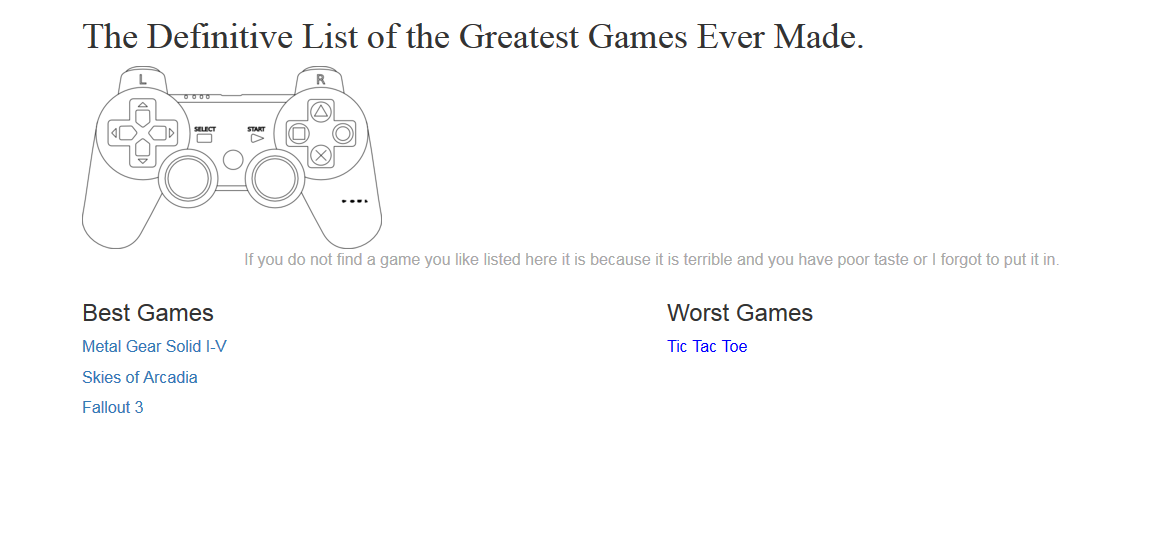 The Definitive List of the Greatest Games Ever Made.
L
R
SELECT
START
If you do not find a game you like listed here it is because it is terrible and you have poor taste or I forgot to put it in.
Best Games
Worst Games
Metal Gear Solid I-V
Tic Tac Toe
Skies of Arcadia
Fallout 3